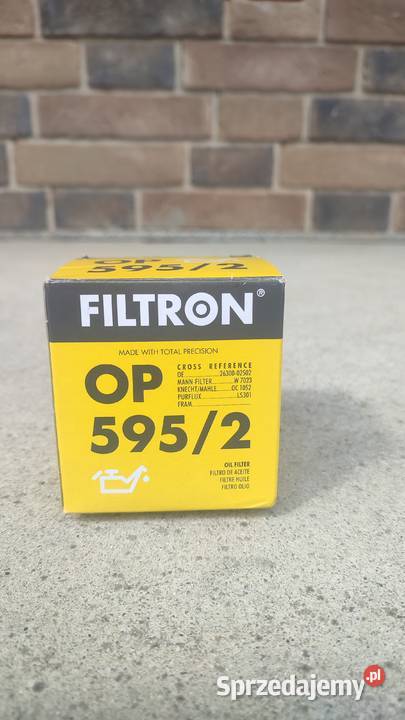 OP
595/2
FILTRON®
MADE WITH TOTAL PRECISION
OP
595/2
CROSS REFERENCE
OE 26300-02502
MANN-FILTER W 7023
KNECHT/MAHLE OC 1052
PURFLUX LS301
FRAM
OIL FILTER
FILTRO DE ACEITE
FILTRE HUILE
FILTRO OLIO
Sprzedajemy.pl